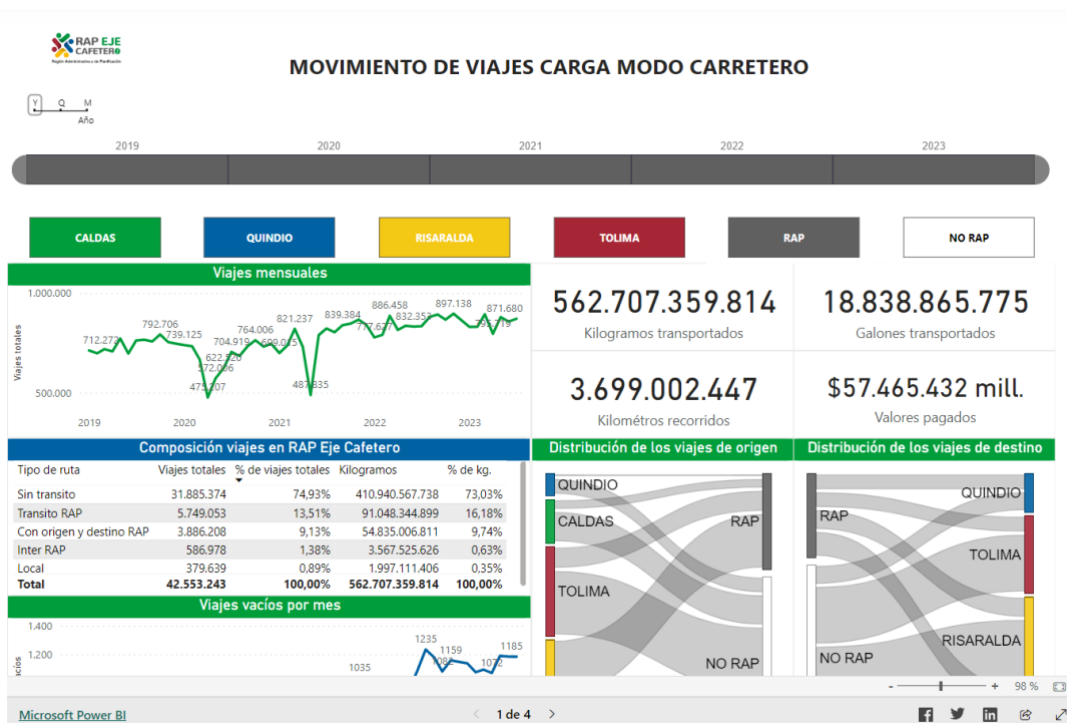 RAP EJE
CAFETERO
Región Administrativa y de Planificación
MOVIMIENTO DE VIAJES CARGA MODO CARRETERO
Y Q M
Año
2019 2020 2021 2022 2023
CALDAS QUINDIO RISARALDA TOLIMA RAP NO RAP
Viajes mensuales
Viajes totales
1.000.000
500.000
712.272 792.706 739.125 572.006 475.207 622.526 704.919 764.006 699.055 821.237 487.835 839.384 777.627 886.458 832.353 897.138 871.680
2019 2020 2021 2022 2023
562.707.359.814
Kilogramos transportados
18.838.865.775
Galones transportados
3.699.002.447
Kilométros recorridos
$57.465.432 mill.
Valores pagados
Composición viajes en RAP Eje Cafetero
Tipo de ruta Viajes totales % de viajes totales Kilogramos % de kg.
Sin transito 31.885.374 74,93% 410.940.567.738 73,03%
Transito RAP 5.749.053 13,51% 91.048.344.899 16,18%
Con origen y destino RAP 3.886.208 9,13% 54.835.006.811 9,74%
Inter RAP 586.978 1,38% 3.567.525.626 0,63%
Local 379.639 0,89% 1.997.111.406 0,35%
Total 42.553.243 100,00% 562.707.359.814 100,00%
Viajes vacíos por mes
1.400
1.200
1035 1235 1159 1072 1185
Distribución de los viajes de origen
QUINDIO
CALDAS
TOLIMA
RAP
NO RAP
Distribución de los viajes de destino
RAP
NO RAP
QUINDIO
TOLIMA
RISARALDA
- + 98 %
Microsoft Power BI
1 de 4